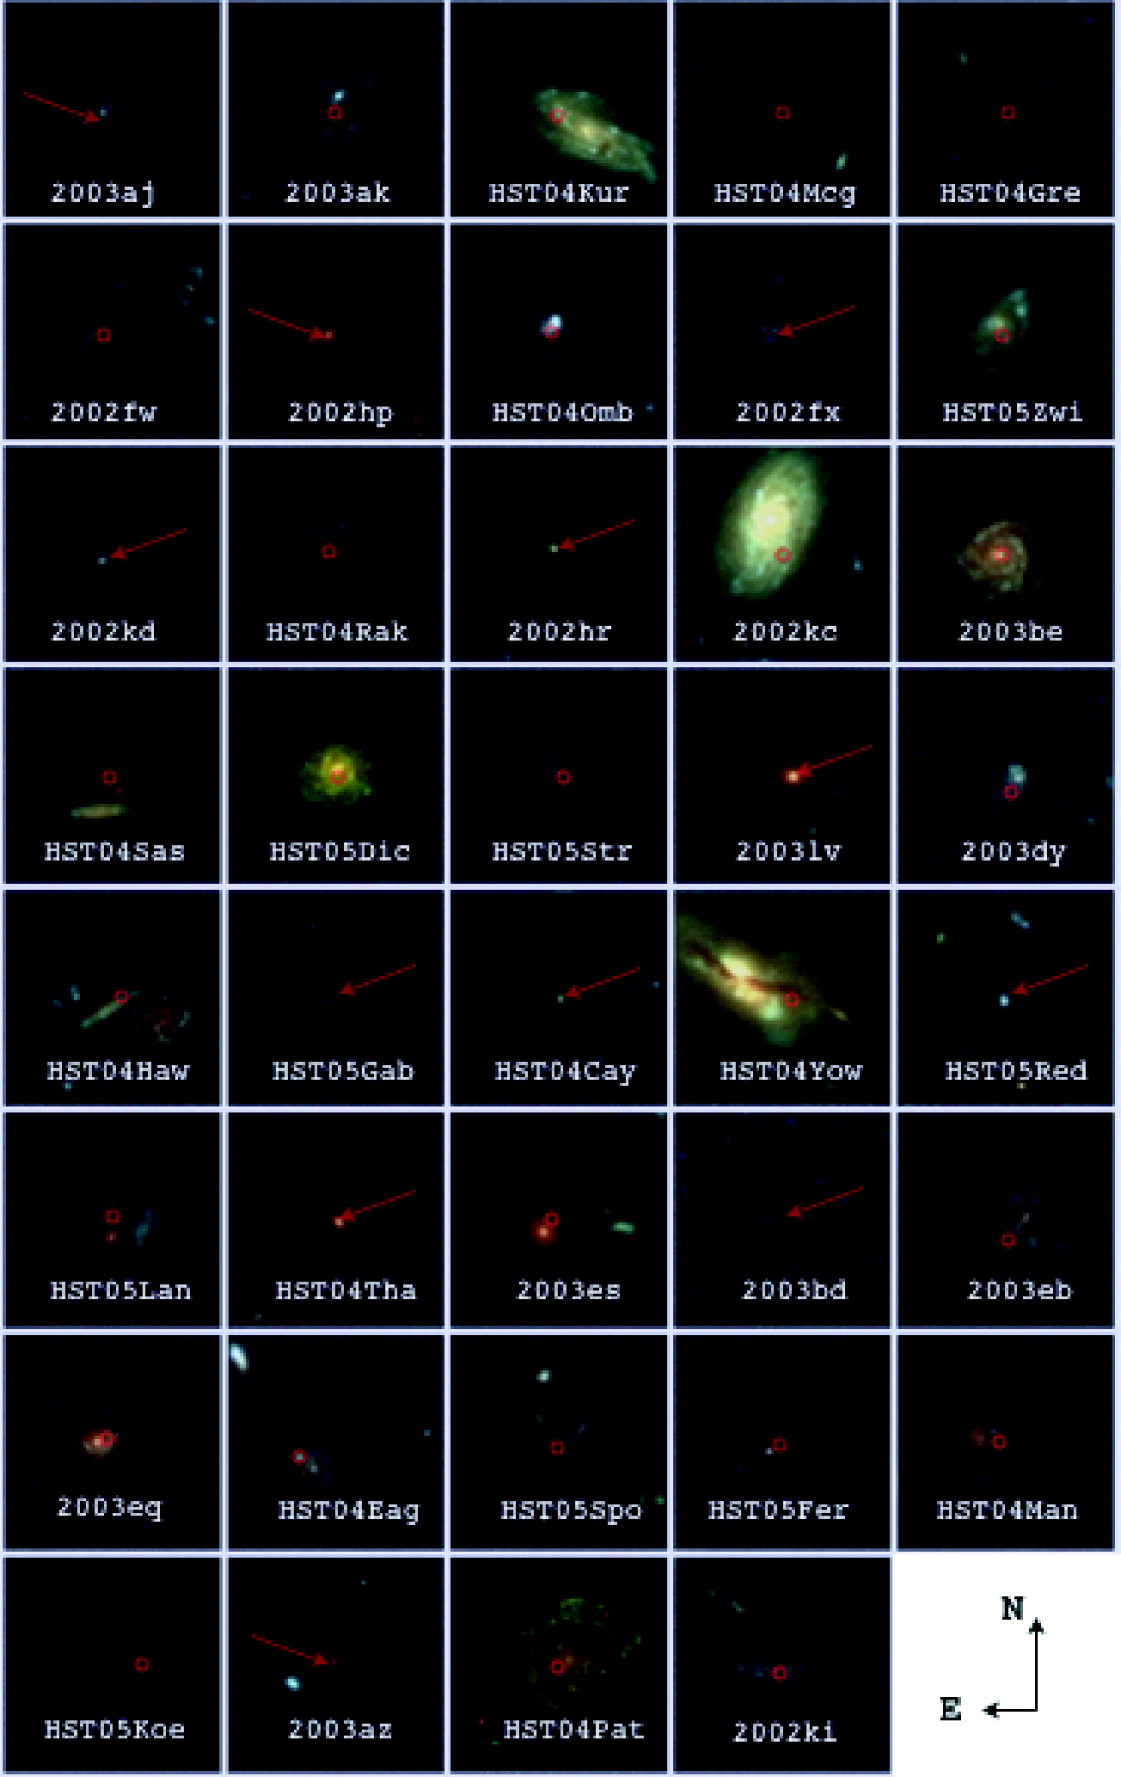 2003aj 2003ak HST04Kur HST04Mcg HST04Gre
2002fw 2002hp HST04Omb 2002fx HST05Zwi
2002kd HST04Rak 2002hr 2002kc 2003be
HST04Sas HST05Dic HST05Str 2003lv 2003dy
HST04Haw HST05Gab HST04Cay HST04Yow HST05Red
HST05Lan HST04Tha 2003es 2003bd 2003eb
2003eq HST04Eag HST05Spo HST05Fer HST04Man
HST05Koe 2003az HST04Pat 2002ki
N
E